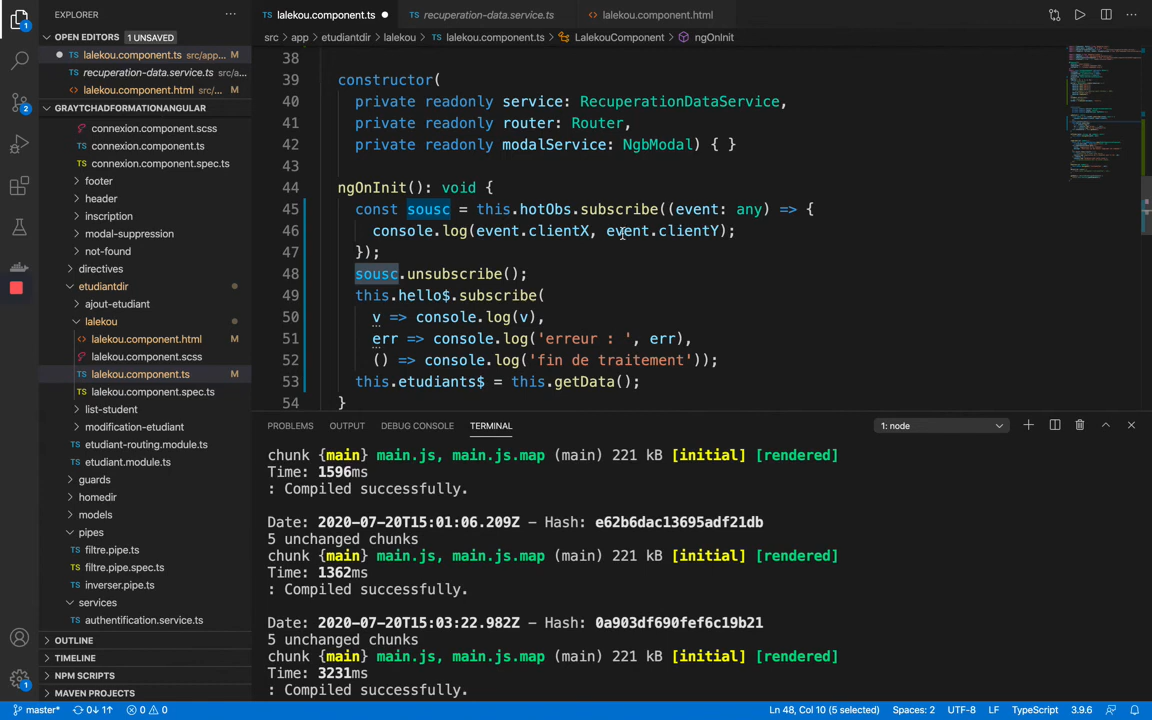 EXPLORER
lalekou.component.ts
recuperation-data.service.ts
lalekou.component.html
OPEN EDITORS 1 UNSAVED
src > app > etudiantdir > lalekou > TS lalekou.component.ts > LalekouComponent > ngOnInit
TS lalekou.component.ts src/app... M
TS recuperation-data.service.ts src/a...
lalekou.component.html src/... M
GRAYTCHADFORMATIONANGULAR
connexion.component.scss
TS connexion.component.ts
TS connexion.component.spec.ts
footer
header
inscription
modal-suppression
not-found
directives
etudiantdir
ajout-etudiant
lalekou
lalekou.component.html M
lalekou.component.scss
TS lalekou.component.ts M
TS lalekou.component.spec.ts
list-student
modification-etudiant
TS etudiant-routing.module.ts
TS etudiant.module.ts
guards
homedir
models
pipes
TS filtre.pipe.ts
TS filtre.pipe.spec.ts
TS inverser.pipe.ts
services
TS authentification.service.ts
OUTLINE
TIMELINE
NPM SCRIPTS
MAVEN PROJECTS
38
39 constructor(
40 private readonly service: RecuperationDataService,
41 private readonly router: Router,
42 private readonly modalService: NgbModal) { }
43
44 ngOnInit(): void {
45 const sousc = this.hotObs.subscribe((event: any) => {
46 console.log(event.clientX, event.clientY);
47 });
48 sousc.unsubscribe();
49 this.hello$.subscribe(
50 v => console.log(v),
51 err => console.log('erreur : ', err),
52 () => console.log('fin de traitement'));
53 this.etudiants$ = this.getData();
54 }
PROBLEMS OUTPUT DEBUG CONSOLE TERMINAL 1: node
chunk {main} main.js, main.js.map (main) 221 kB [initial] [rendered]
Time: 1596ms
: Compiled successfully.
Date: 2020-07-20T15:01:06.209Z - Hash: e62b6dac13695adf21db
5 unchanged chunks
chunk {main} main.js, main.js.map (main) 221 kB [initial] [rendered]
Time: 1362ms
: Compiled successfully.
Date: 2020-07-20T15:03:22.982Z - Hash: 0a903df690fef6c19b21
5 unchanged chunks
chunk {main} main.js, main.js.map (main) 221 kB [initial] [rendered]
Time: 3231ms
: Compiled successfully.
master* 0↓ 1↑ 0 0 Ln 48, Col 10 (5 selected) Spaces: 2 UTF-8 LF TypeScript 3.9.6